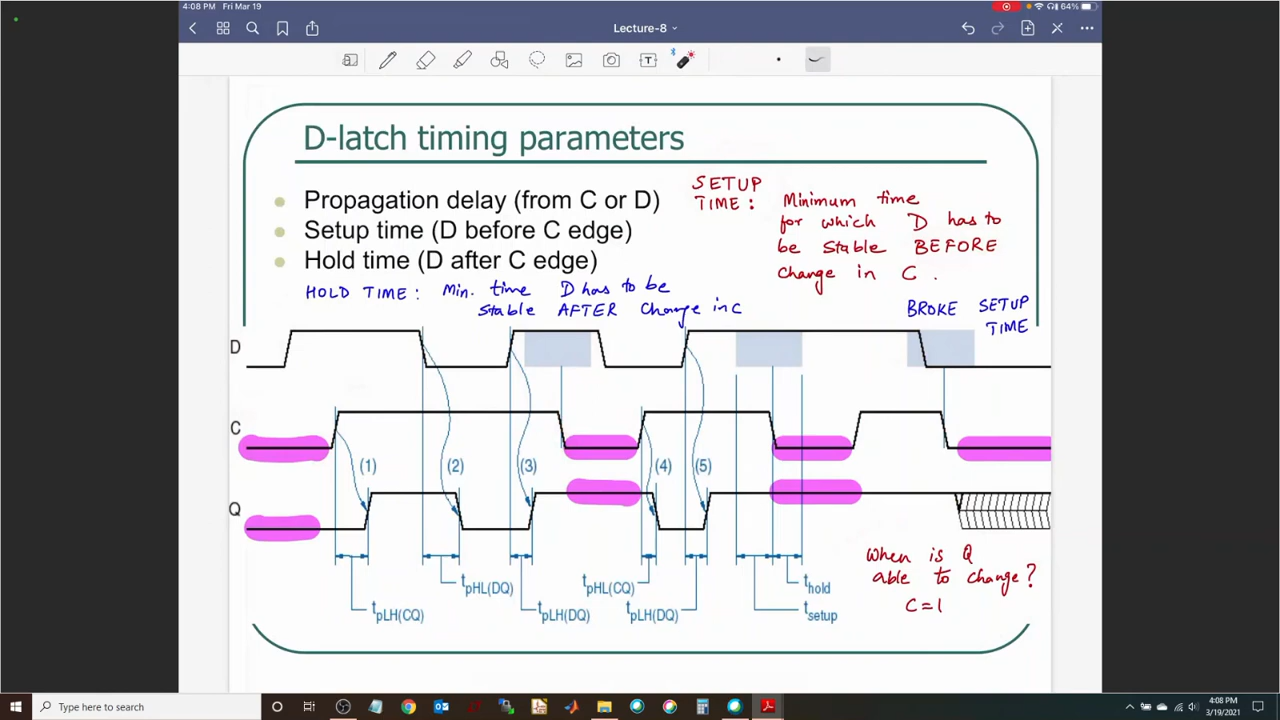 4:08 PM Fri Mar 19
64%
Lecture-8
D-latch timing parameters
Propagation delay (from C or D)
Setup time (D before C edge)
Hold time (D after C edge)
SETUP
TIME : Minimum time
for which D has to
be stable BEFORE
change in C .
HOLD TIME : Min. time D has to be
stable AFTER change in C
BROKE SETUP
TIME
D
C
(1) (2) (3) (4) (5)
Q
When is Q
able to change?
C=1
tpHL(DQ) tpHL(CQ) thold
tpLH(CQ) tpLH(DQ) tpLH(DQ) tsetup
Type here to search
4:08 PM
3/19/2021